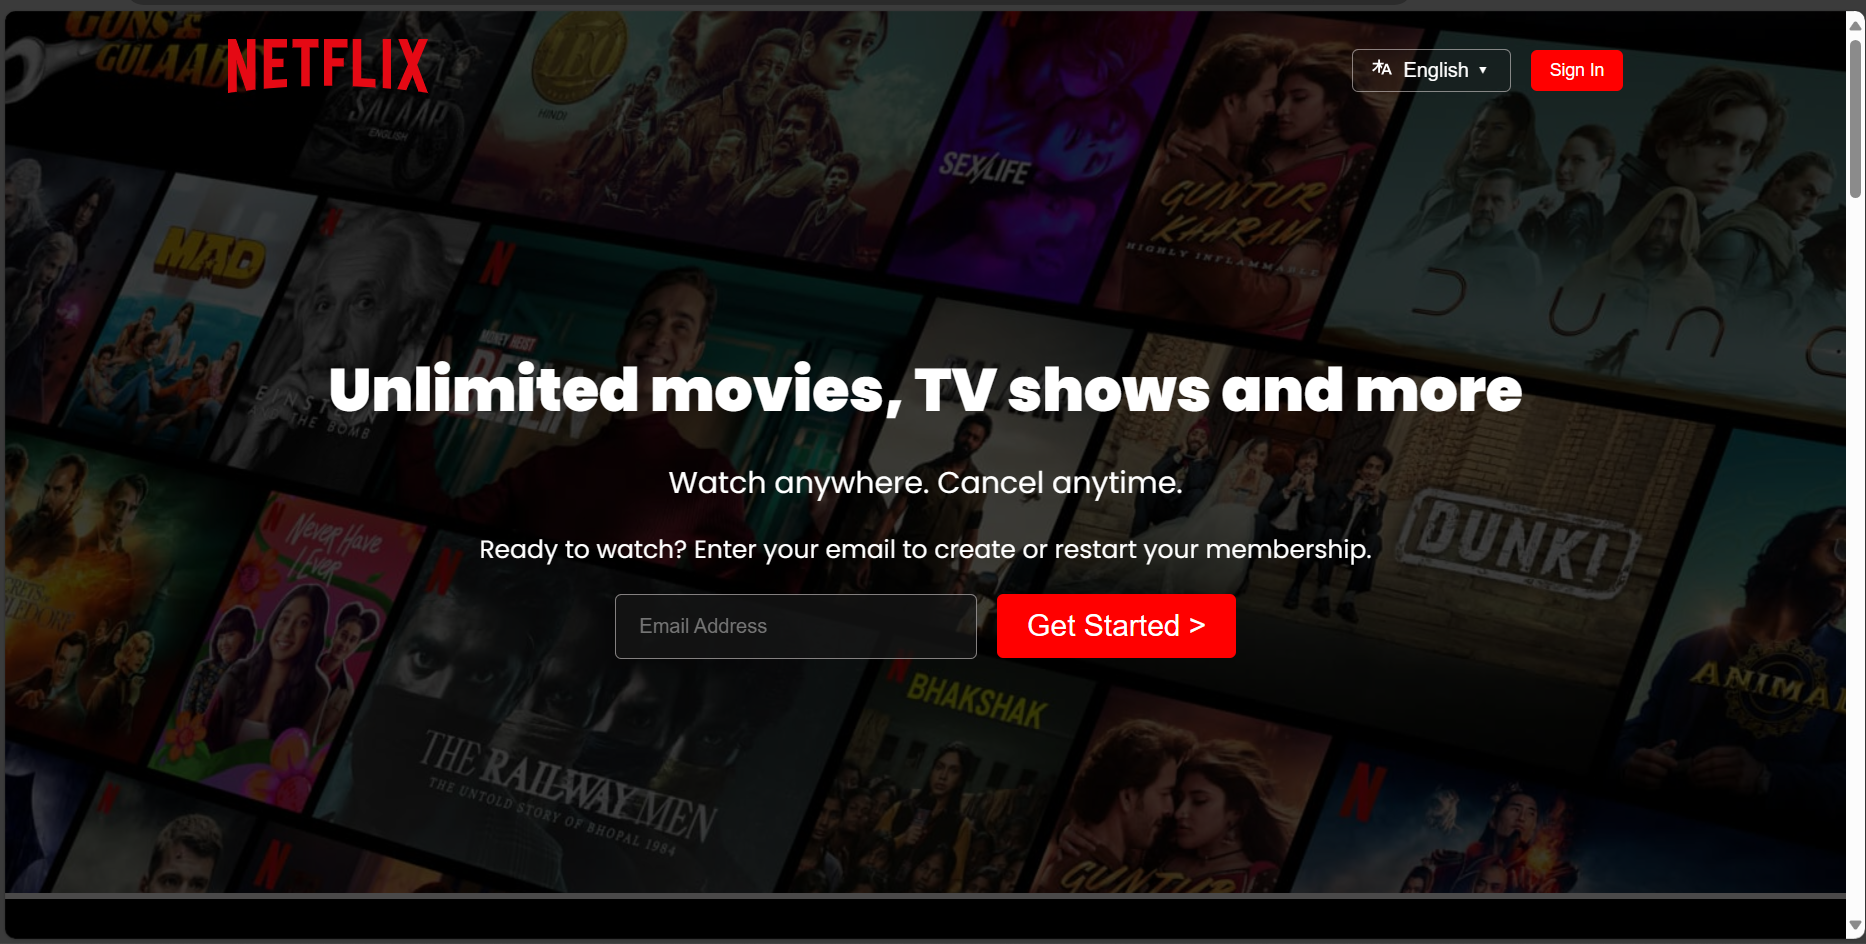 GUNS &
GULAABS
NETFLIX
English
Sign In
LEO
HINDI
SALAAR
ENGLISH
SEX/LIFE
GUNTUR
KAARAM
HIGHLY INFLAMMABLE
DUNE
MAD
N
N
MONEY HEIST
BERLIN
EINSTEIN
AND THE BOMB
Unlimited movies, TV shows and more
Watch anywhere. Cancel anytime.
Ready to watch? Enter your email to create or restart your membership.
Email Address
Get Started >
DUNKI
Never Have
I Ever
N
ANIMAL
BHAKSHAK
THE RAILWAY MEN
THE UNTOLD STORY OF BHOPAL 1984
N
N
N
GUNTUR